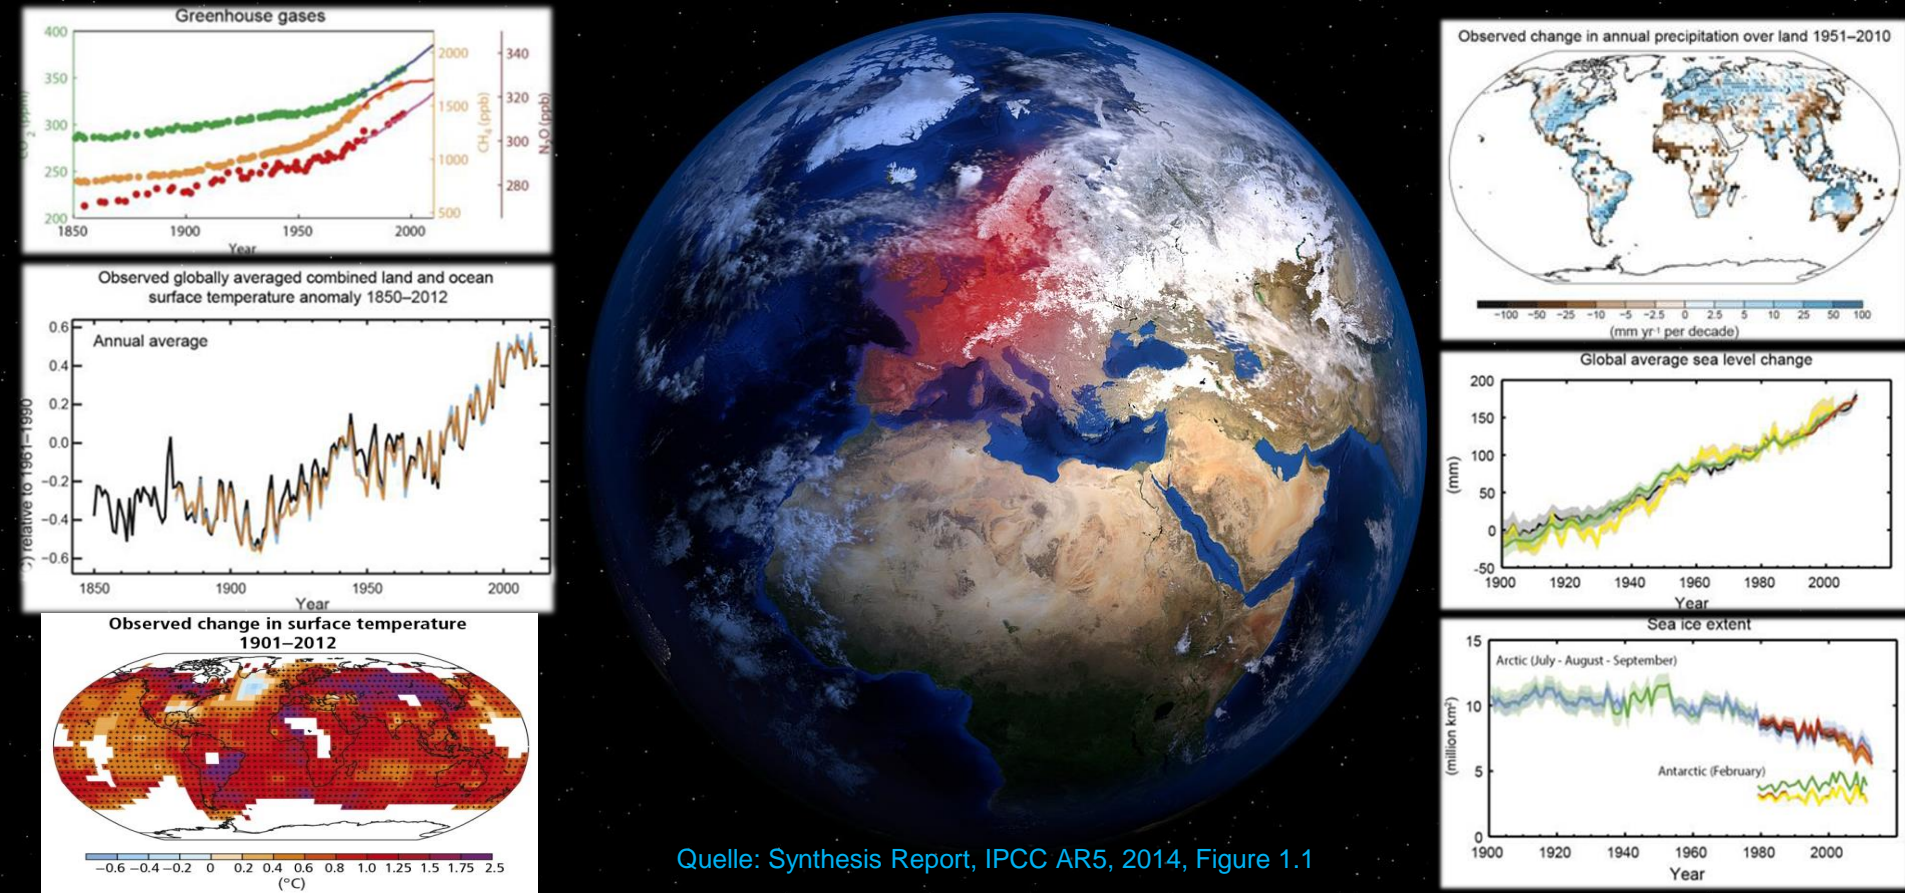 Greenhouse gases
400
350
300
250
200
2000
1500
1000
500
CH₄ (ppb)
340
320
300
280
N₂O (ppb)
1850 1900 1950 2000
Year
Observed globally averaged combined land and ocean
surface temperature anomaly 1850–2012
Annual average
0.6
0.4
0.2
0.0
−0.2
−0.4
−0.6
relative to 1961–1990
1850 1900 1950 2000
Year
Observed change in surface temperature
1901–2012
−0.6 −0.4 −0.2 0 0.2 0.4 0.6 0.8 1.0 1.25 1.5 1.75 2.5
(°C)
Quelle: Synthesis Report, IPCC AR5, 2014, Figure 1.1
Observed change in annual precipitation over land 1951–2010
−100 −50 −25 −10 −5 −2.5 0 2.5 5 10 25 50 100
(mm yr⁻¹ per decade)
Global average sea level change
200
150
100
50
0
-50
(mm)
1900 1920 1940 1960 1980 2000
Year
Sea ice extent
15
10
5
0
(million km²)
Arctic (July - August - September)
Antarctic (February)
1900 1920 1940 1960 1980 2000
Year